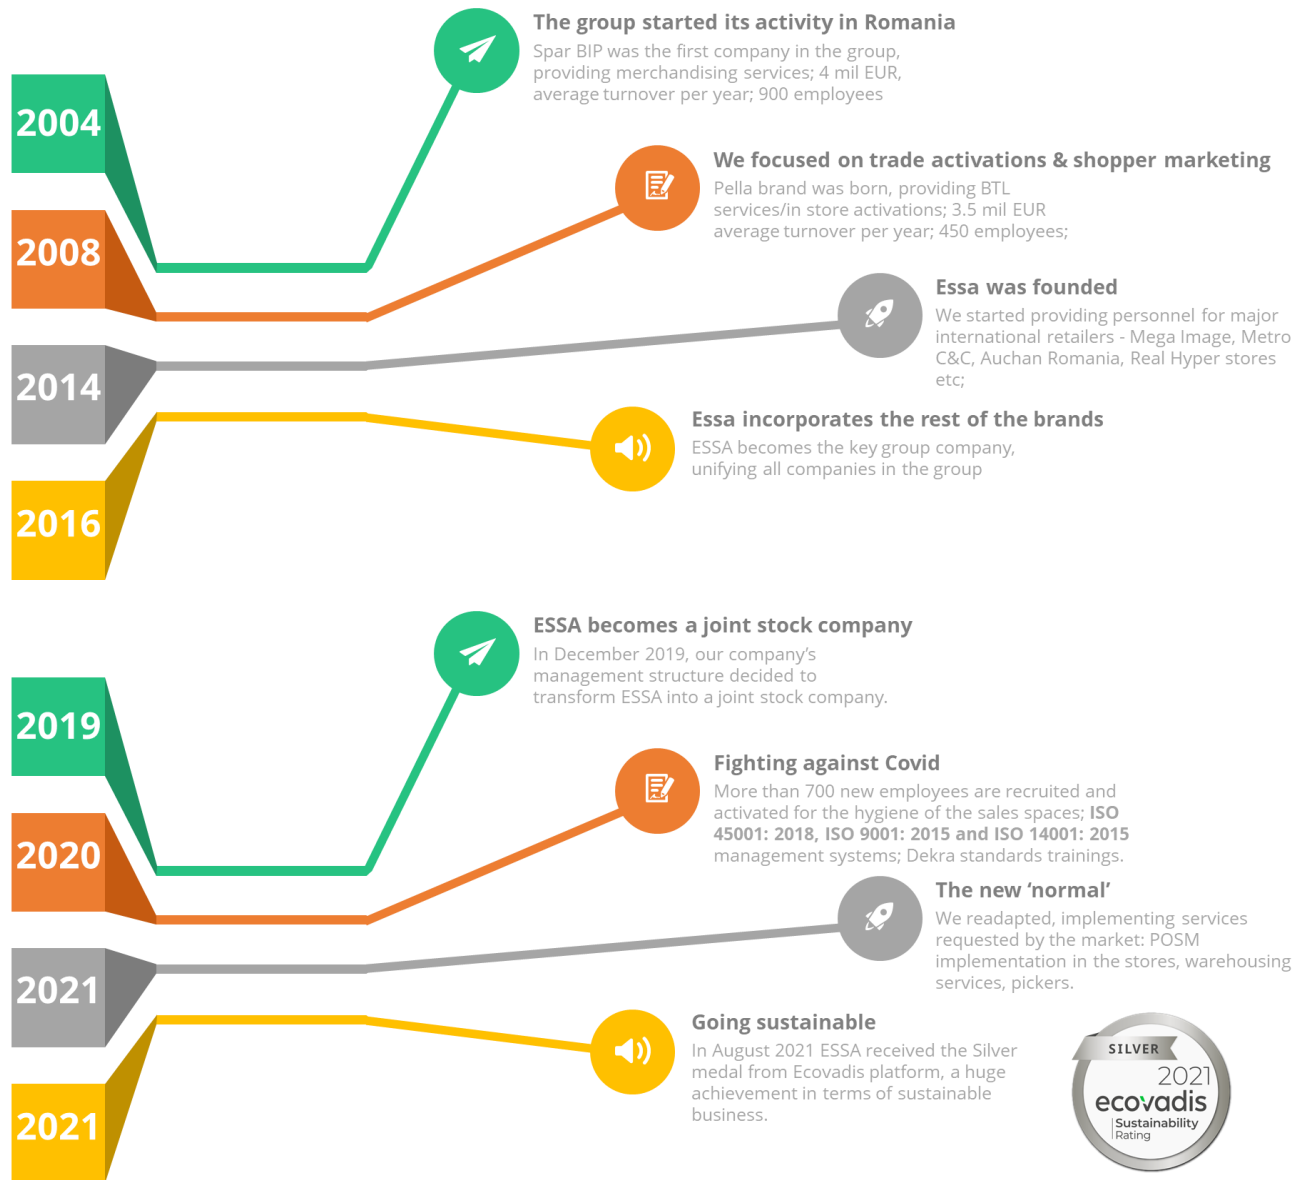 The group started its activity in Romania
Spar BIP was the first company in the group,
providing merchandising services; 4 mil EUR,
average turnover per year; 900 employees
2004
We focused on trade activations & shopper marketing
Pella brand was born, providing BTL
services/in store activations; 3.5 mil EUR
average turnover per year; 450 employees;
2008
Essa was founded
We started providing personnel for major
international retailers - Mega Image, Metro
C&C, Auchan Romania, Real Hyper stores
etc;
2014
Essa incorporates the rest of the brands
ESSA becomes the key group company,
unifying all companies in the group
2016
ESSA becomes a joint stock company
In December 2019, our company’s
management structure decided to
transform ESSA into a joint stock company.
2019
Fighting against Covid
More than 700 new employees are recruited and
activated for the hygiene of the sales spaces; ISO
45001: 2018, ISO 9001: 2015 and ISO 14001: 2015
management systems; Dekra standards trainings.
2020
The new ‘normal’
We readapted, implementing services
requested by the market: POSM
implementation in the stores, warehousing
services, pickers.
2021
Going sustainable
In August 2021 ESSA received the Silver
medal from Ecovadis platform, a huge
achievement in terms of sustainable
business.
2021
SILVER
2021
ecovadis
Sustainability
Rating